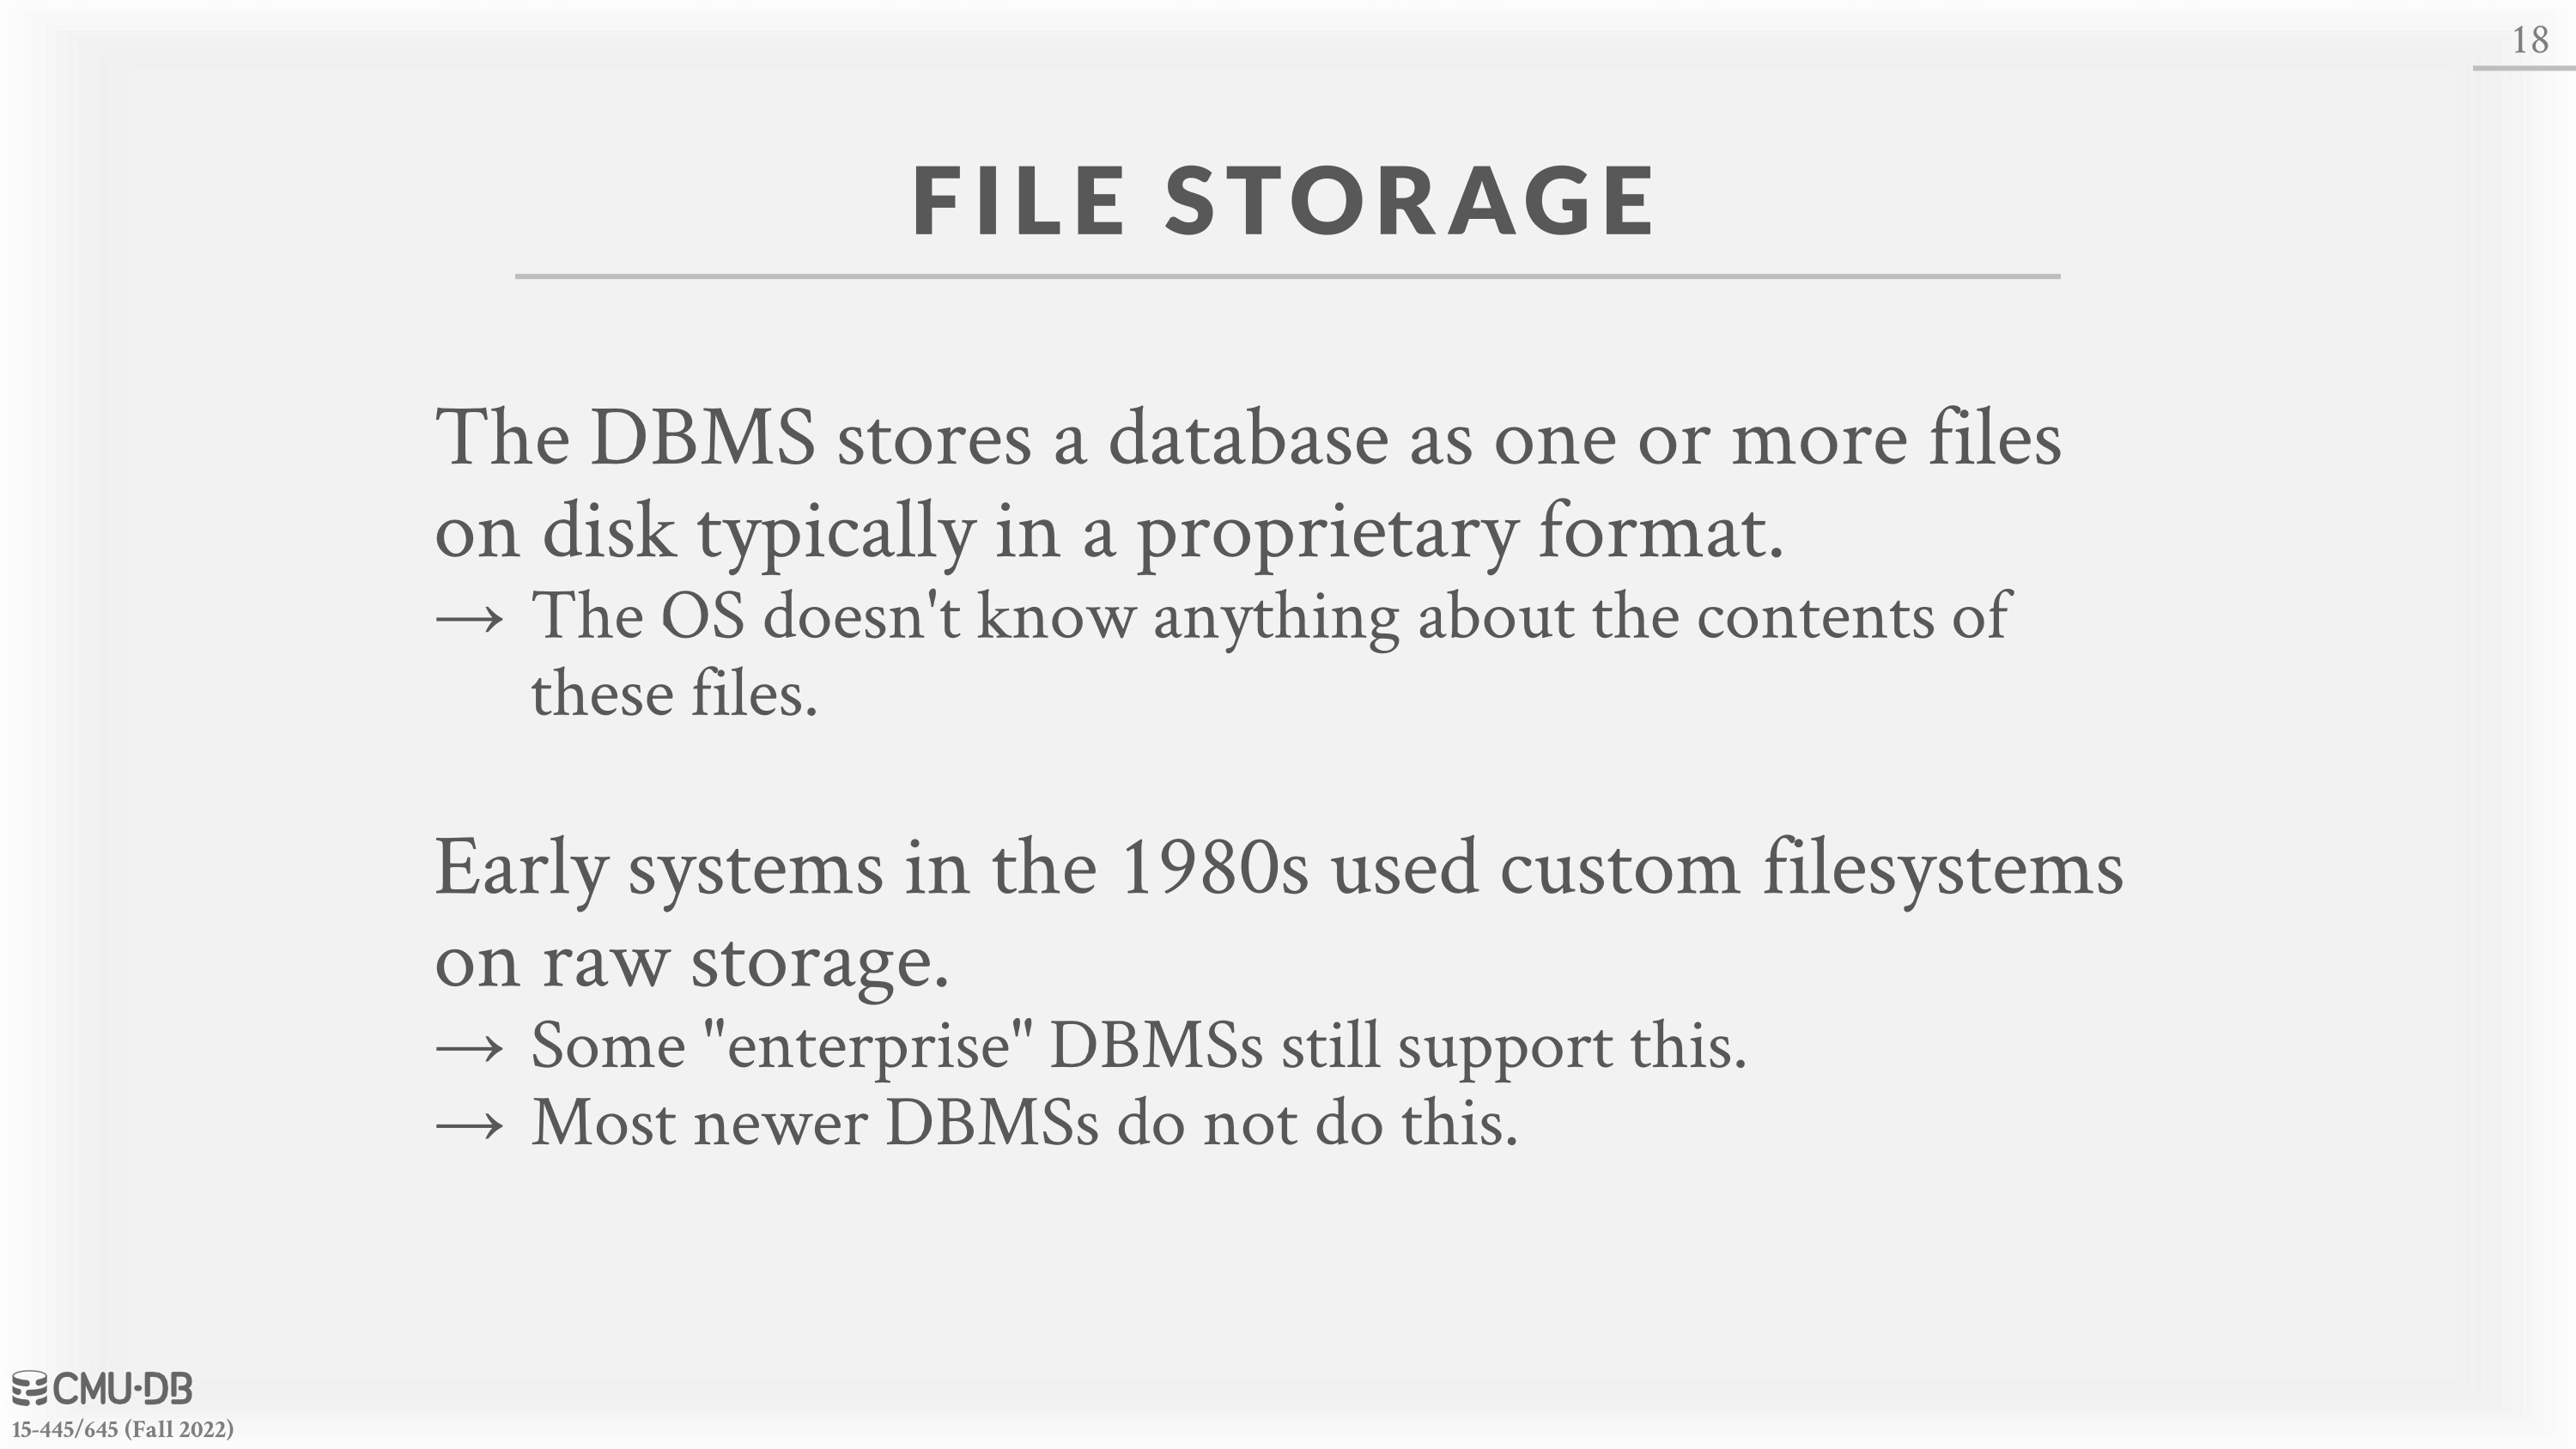 18
FILE STORAGE
The DBMS stores a database as one or more files
on disk typically in a proprietary format.
→ The OS doesn't know anything about the contents of
these files.
Early systems in the 1980s used custom filesystems
on raw storage.
→ Some "enterprise" DBMSs still support this.
→ Most newer DBMSs do not do this.
CMU·DB
15-445/645 (Fall 2022)